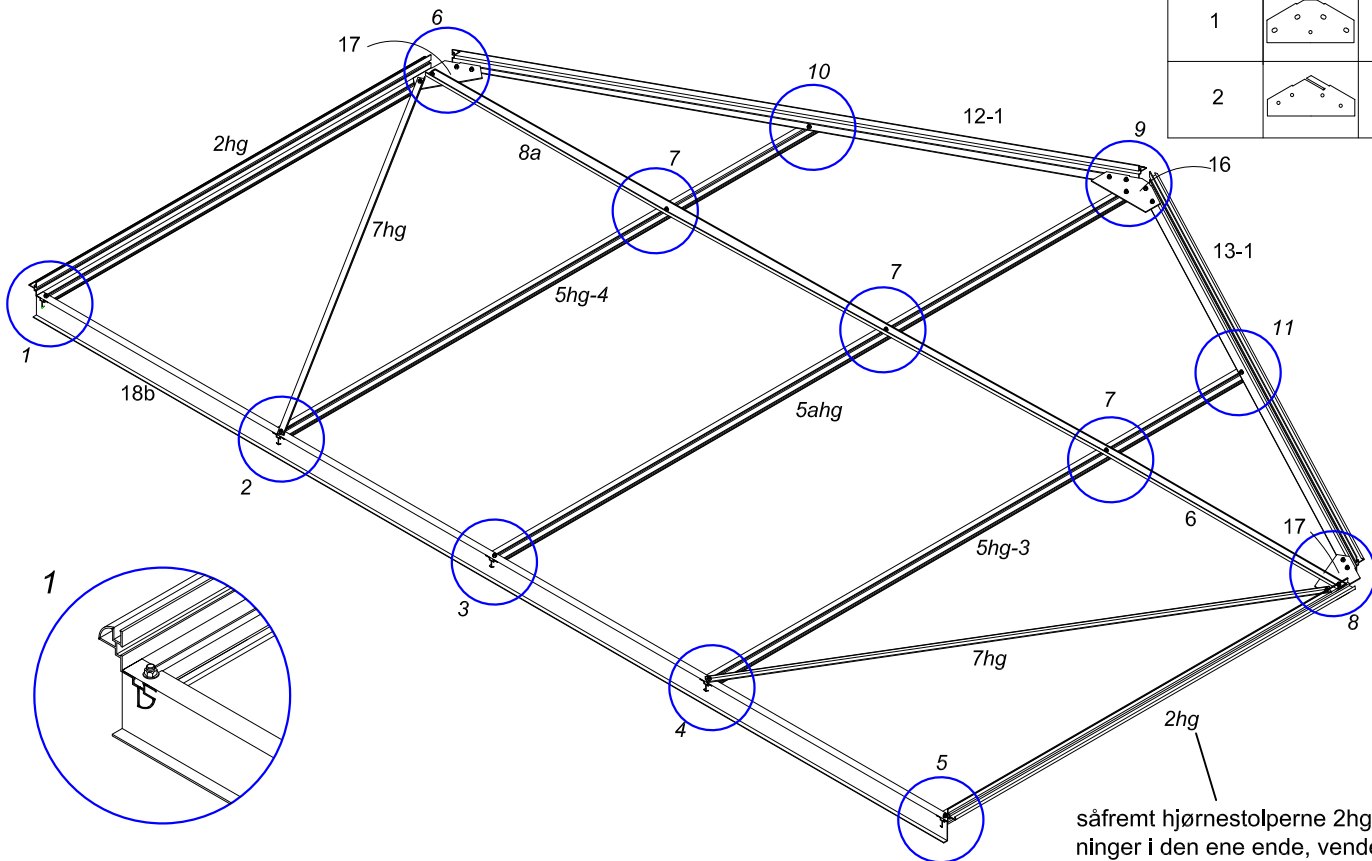 6
17
1
10
12-1
2
2hg
8a
7
9
16
7hg
13-1
5hg-4
7
11
1
18b
5ahg
7
2
6
17
5hg-3
1
3
8
7hg
4
2hg
5
såfremt hjørnestolperne 2hg
ninger i den ene ende, vende